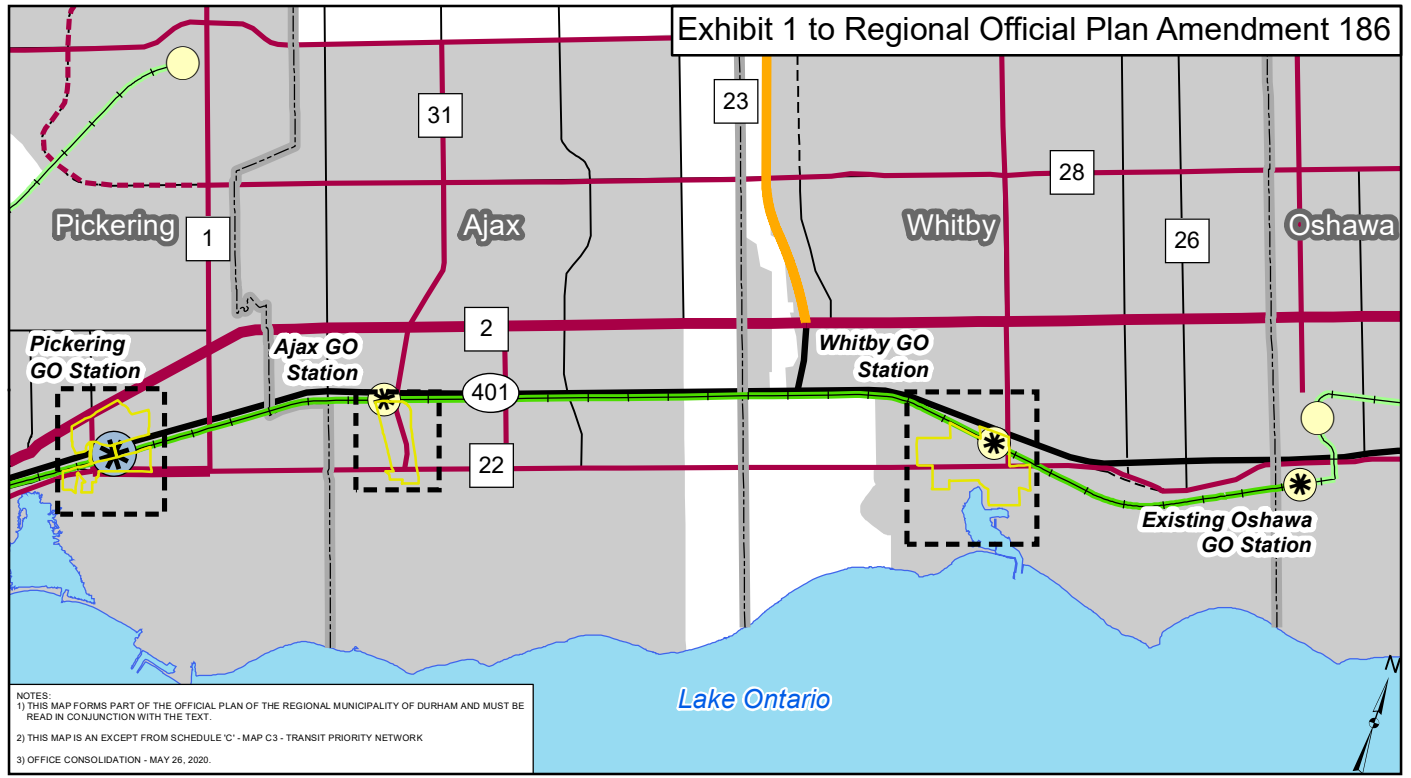 Exhibit 1 to Regional Official Plan Amendment 186
31
23
28
Pickering
1
Ajax
Whitby
26
Oshawa
2
Pickering
GO Station
Ajax GO
Station
Whitby GO
Station
401
22
Existing Oshawa
GO Station
Lake Ontario
N
NOTES:
1) THIS MAP FORMS PART OF THE OFFICIAL PLAN OF THE REGIONAL MUNICIPALITY OF DURHAM AND MUST BE
READ IN CONJUNCTION WITH THE TEXT.
2) THIS MAP IS AN EXCEPT FROM SCHEDULE 'C' - MAP C3 - TRANSIT PRIORITY NETWORK
3) OFFICE CONSOLIDATION - MAY 26, 2020.